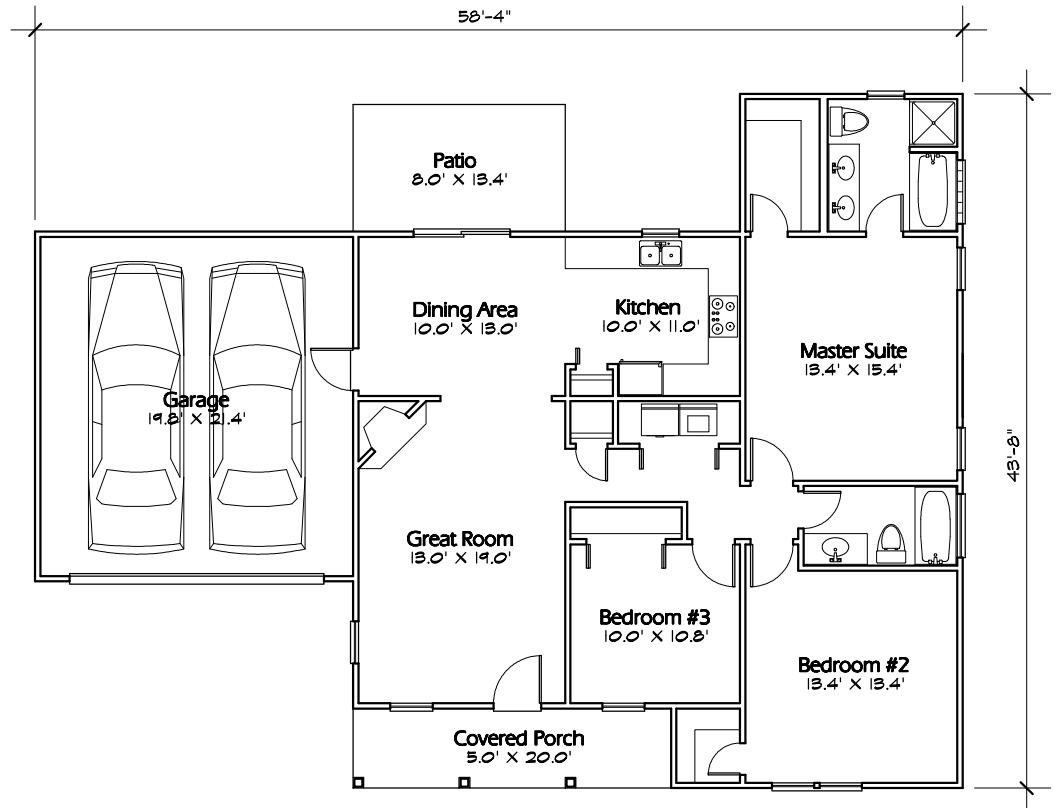 58'-4"
Patio
8.0' X 13.4'
Dining Area
10.0' X 13.0'
Kitchen
10.0' X 11.0'
Master Suite
13.4' X 15.4'
Garage
19.8' X 21.4'
43'-8"
Great Room
13.0' X 19.0'
Bedroom #3
10.0' X 10.8'
Bedroom #2
13.4' X 13.4'
Covered Porch
5.0' X 20.0'